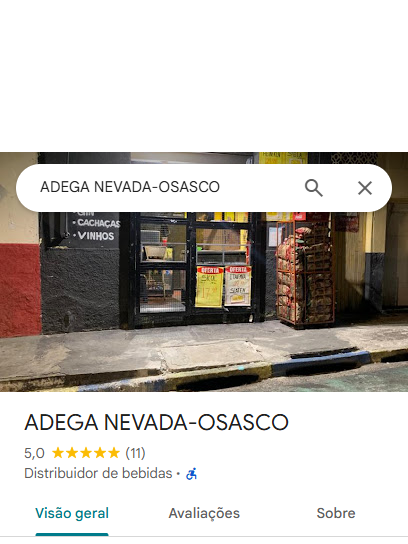 ADEGA NEVADA-OSASCO
• GIN
• CACHAÇAS
• VINHOS
OFERTA OFERTA
ADEGA NEVADA-OSASCO
5,0 ★★★★★ (11)
Distribuidor de bebidas •
Visão geral Avaliações Sobre